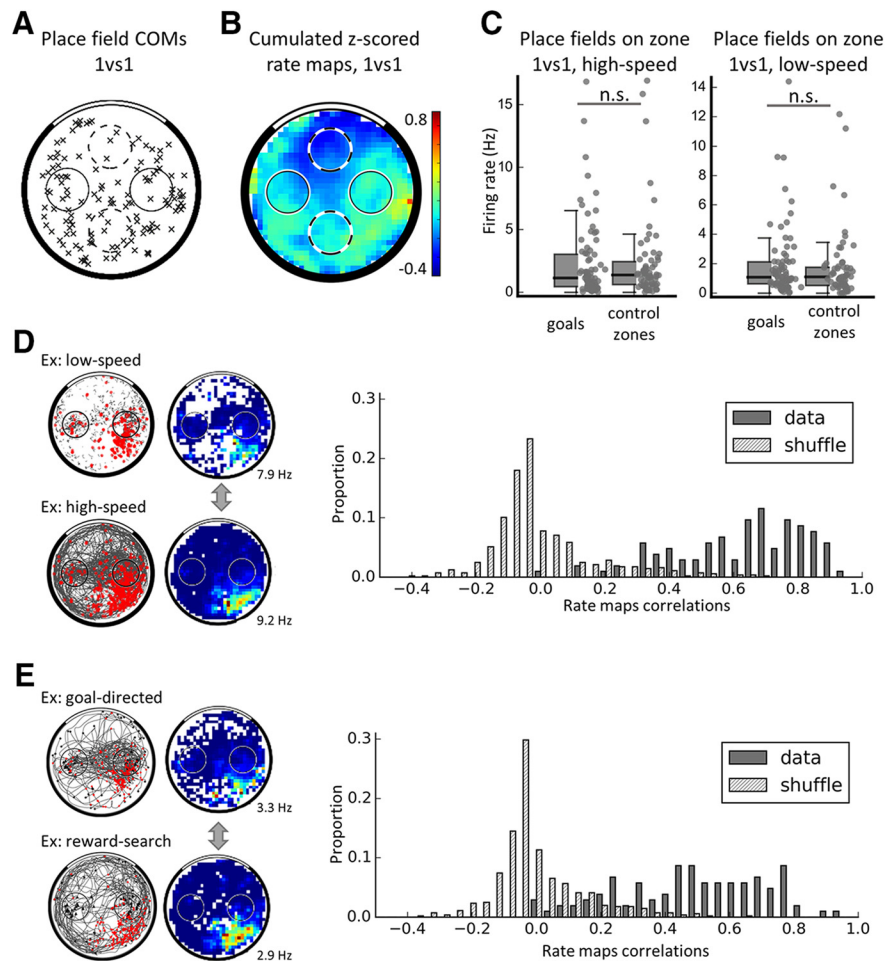 A
Place field COMs
1vs1
B
Cumulated z-scored
rate maps, 1vs1
0.8
-0.4
C
Place fields on zone
1vs1, high-speed
Place fields on zone
1vs1, low-speed
n.s.
n.s.
Firing rate (Hz)
15
10
5
0
14
12
10
8
6
4
2
0
goals
control
zones
goals
control
zones
D
Ex: low-speed
7.9 Hz
Ex: high-speed
9.2 Hz
Proportion
0.3
0.2
0.1
0.0
data
shuffle
−0.4 −0.2 0.0 0.2 0.4 0.6 0.8 1.0
Rate maps correlations
E
Ex: goal-directed
3.3 Hz
Ex: reward-search
2.9 Hz
Proportion
0.3
0.2
0.1
0.0
data
shuffle
−0.4 −0.2 0.0 0.2 0.4 0.6 0.8 1.0
Rate maps correlations